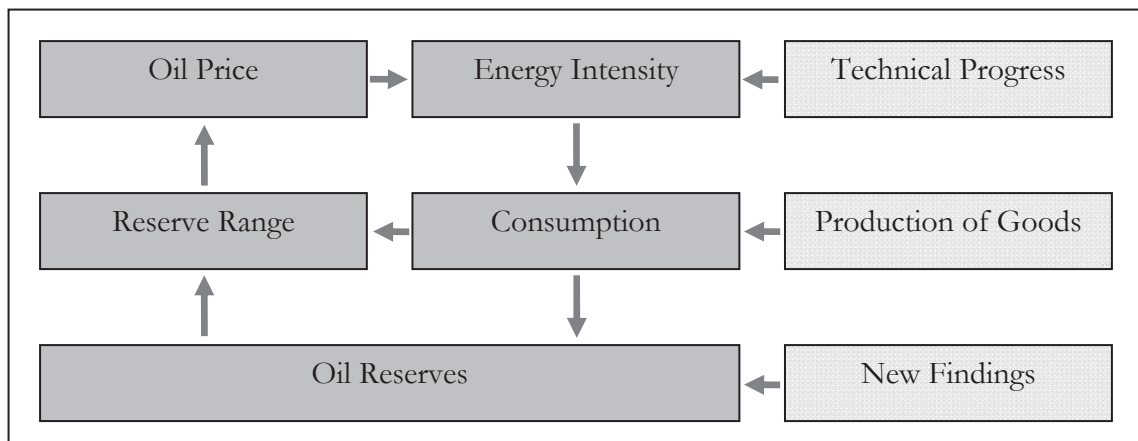 Oil Price
Energy Intensity
Technical Progress
Reserve Range
Consumption
Production of Goods
Oil Reserves
New Findings